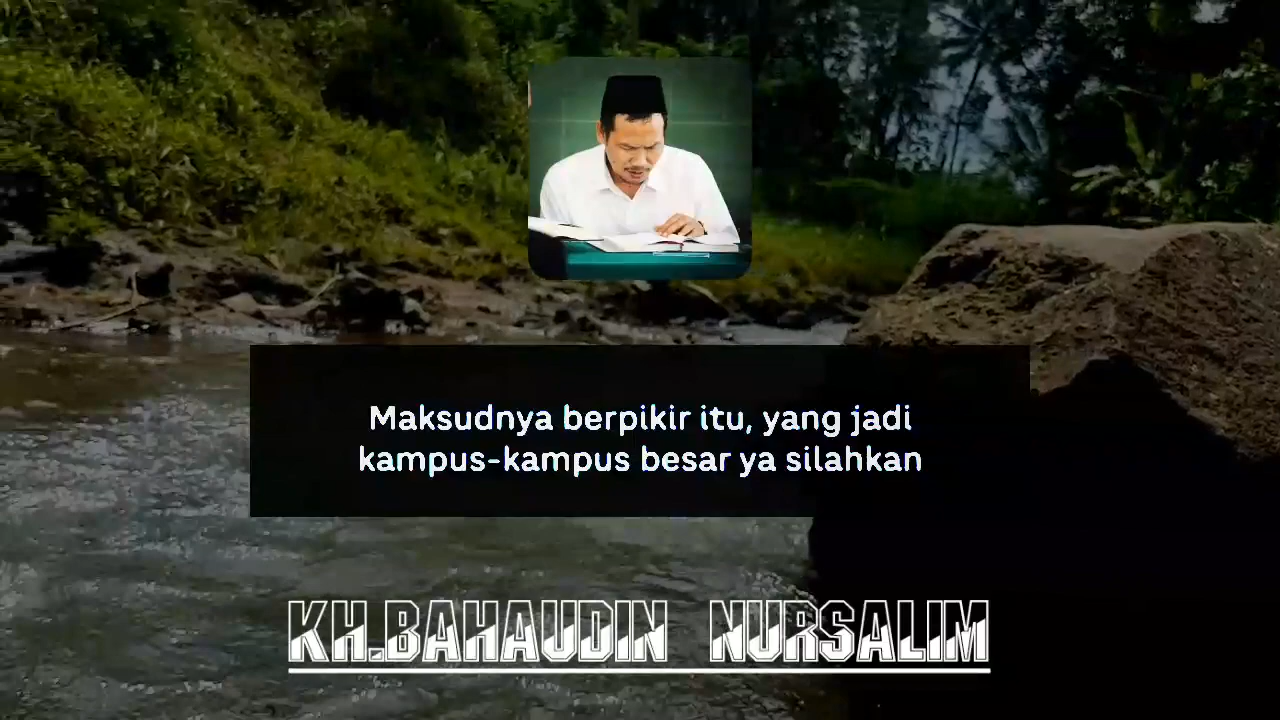 Maksudnya berpikir itu, yang jadi
kampus-kampus besar ya silahkan
KH.BAHAUDIN NURSALIM